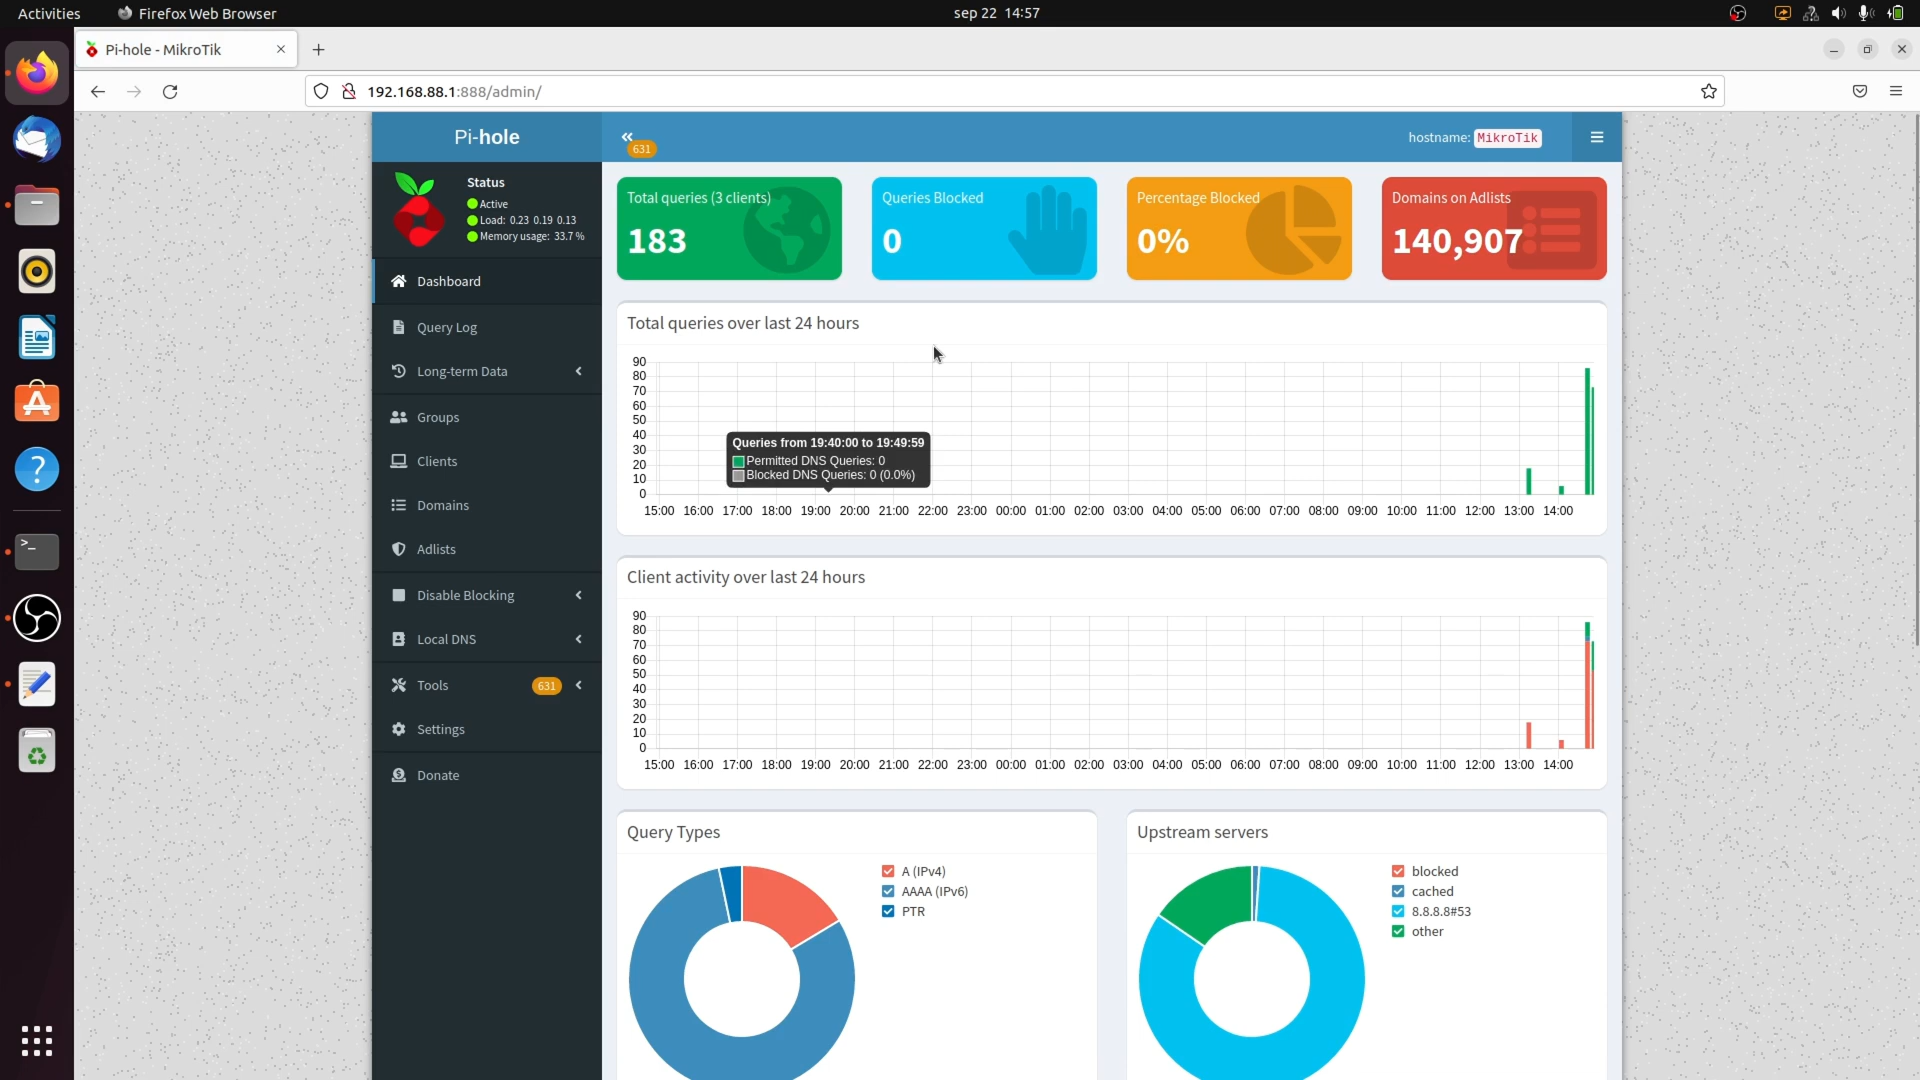 Activities
Firefox Web Browser
sep 22 14:57
Pi-hole - MikroTik
192.168.88.1:888/admin/
Pi-hole
631
hostname: MikroTik
Status
Active
Load: 0.23 0.19 0.13
Memory usage: 33.7 %
Total queries (3 clients)
183
Queries Blocked
0
Percentage Blocked
0%
Domains on Adlists
140,907
Dashboard
Query Log
Long-term Data
Groups
Clients
Domains
Adlists
Disable Blocking
Local DNS
Tools
631
Settings
Donate
Total queries over last 24 hours
90
80
70
60
50
40
30
20
10
0
Queries from 19:40:00 to 19:49:59
Permitted DNS Queries: 0
Blocked DNS Queries: 0 (0.0%)
15:00 16:00 17:00 18:00 19:00 20:00 21:00 22:00 23:00 00:00 01:00 02:00 03:00 04:00 05:00 06:00 07:00 08:00 09:00 10:00 11:00 12:00 13:00 14:00
Client activity over last 24 hours
90
80
70
60
50
40
30
20
10
0
15:00 16:00 17:00 18:00 19:00 20:00 21:00 22:00 23:00 00:00 01:00 02:00 03:00 04:00 05:00 06:00 07:00 08:00 09:00 10:00 11:00 12:00 13:00 14:00
Query Types
A (IPv4)
AAAA (IPv6)
PTR
Upstream servers
blocked
cached
8.8.8.8#53
other